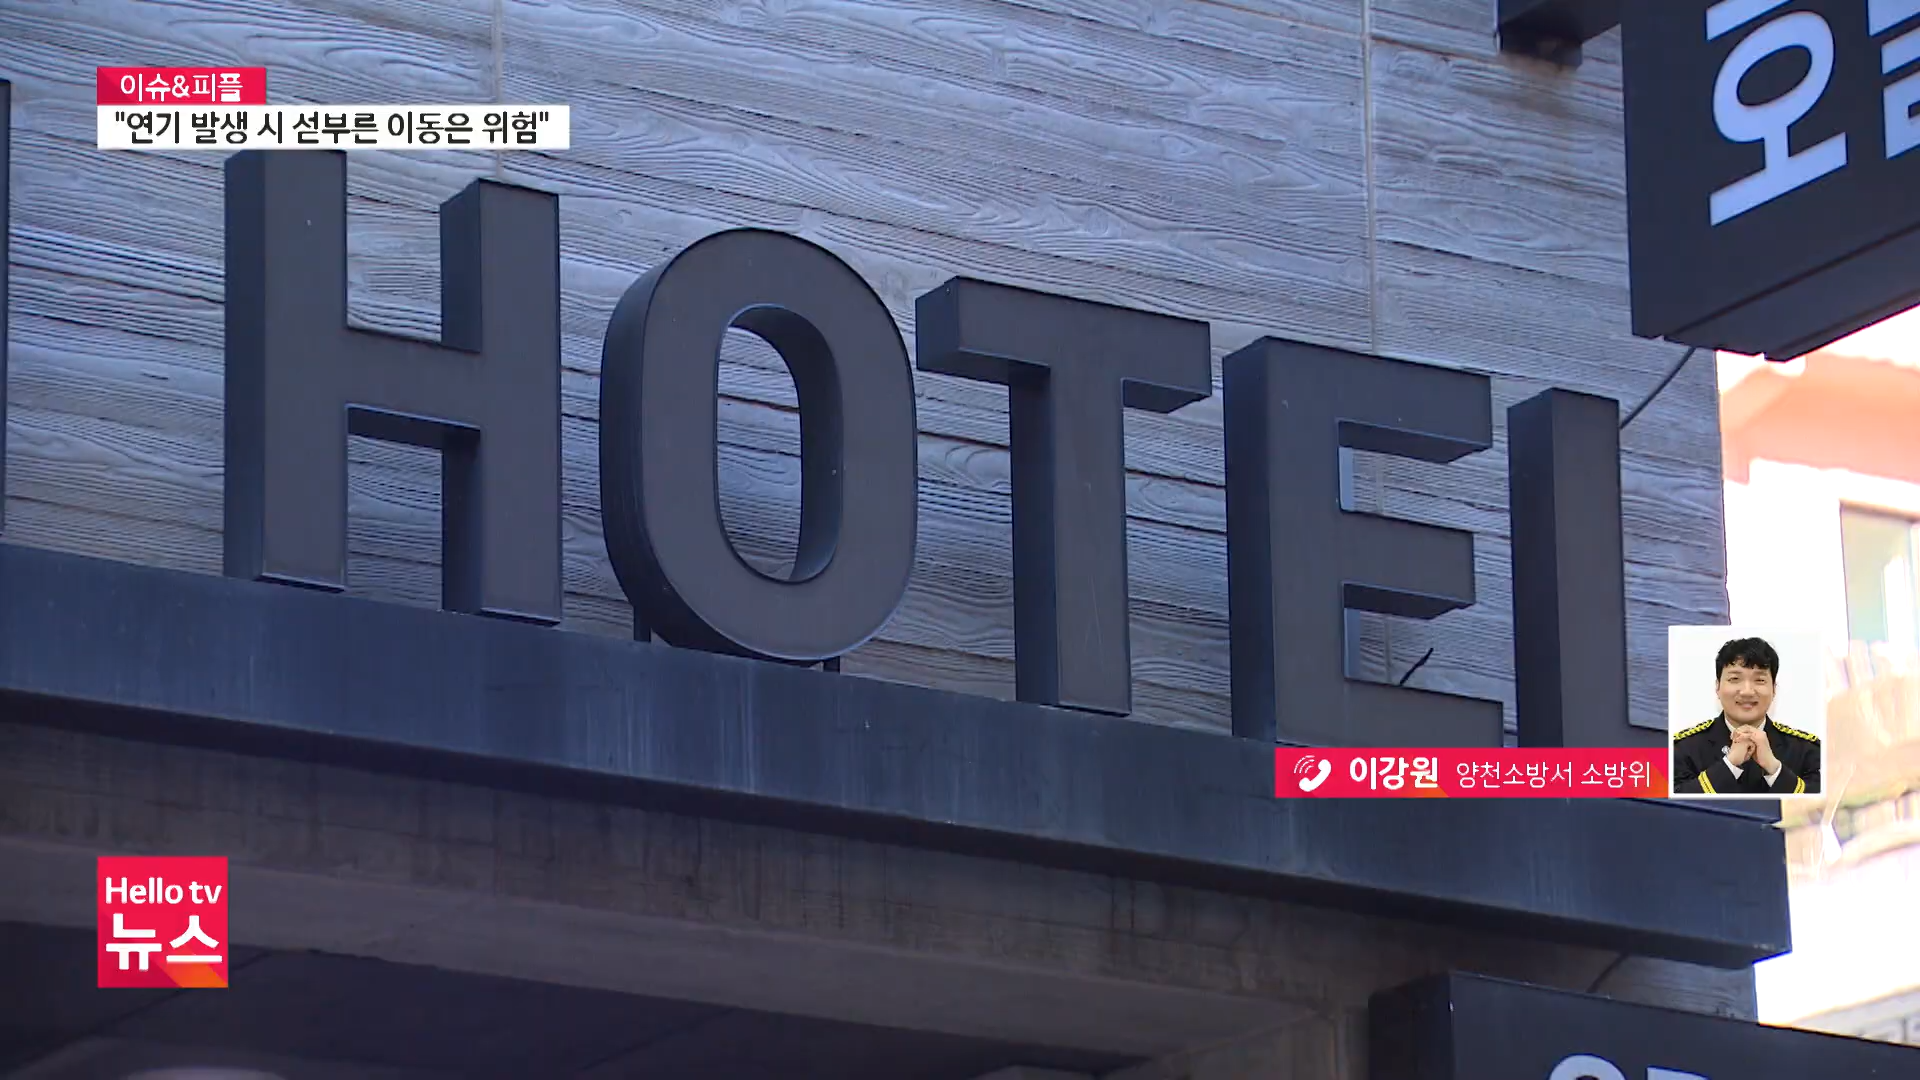 이슈&피플
"연기 발생 시 섣부른 이동은 위험"
HOTEL
이강원 양천소방서 소방위
Hello tv
뉴스